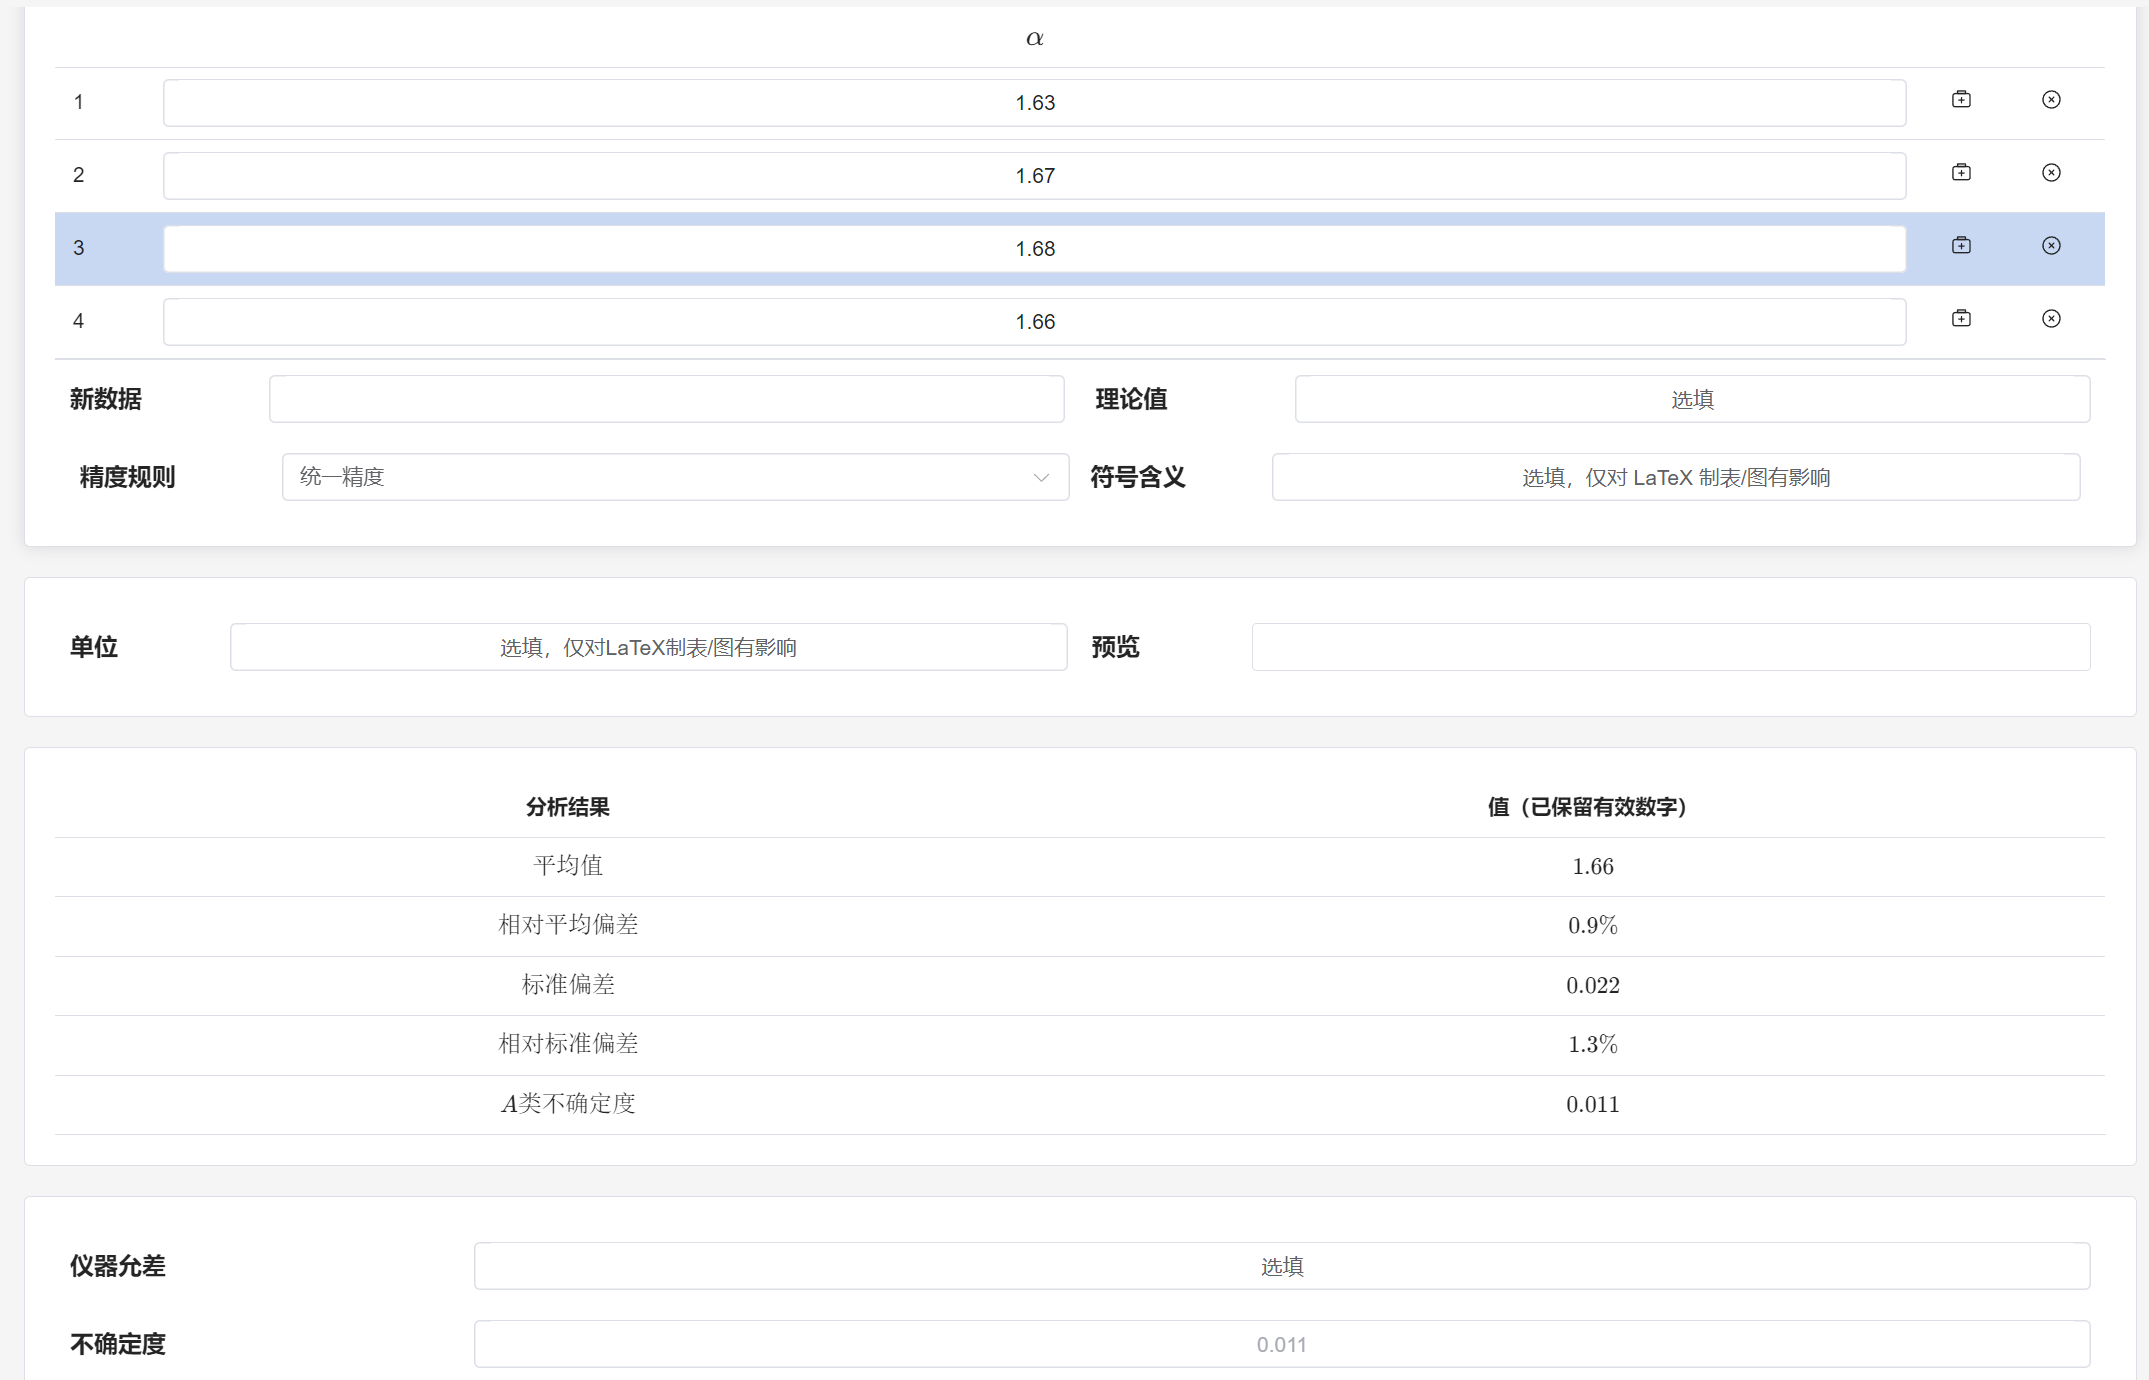 α
1 1.63
2 1.67
3 1.68
4 1.66
新数据 理论值 选填
精度规则 统一精度 符号含义 选填，仅对 LaTeX 制表/图有影响
单位 选填，仅对LaTeX制表/图有影响 预览
分析结果 值（已保留有效数字）
平均值 1.66
相对平均偏差 0.9%
标准偏差 0.022
相对标准偏差 1.3%
A类不确定度 0.011
仪器允差 选填
不确定度 0.011